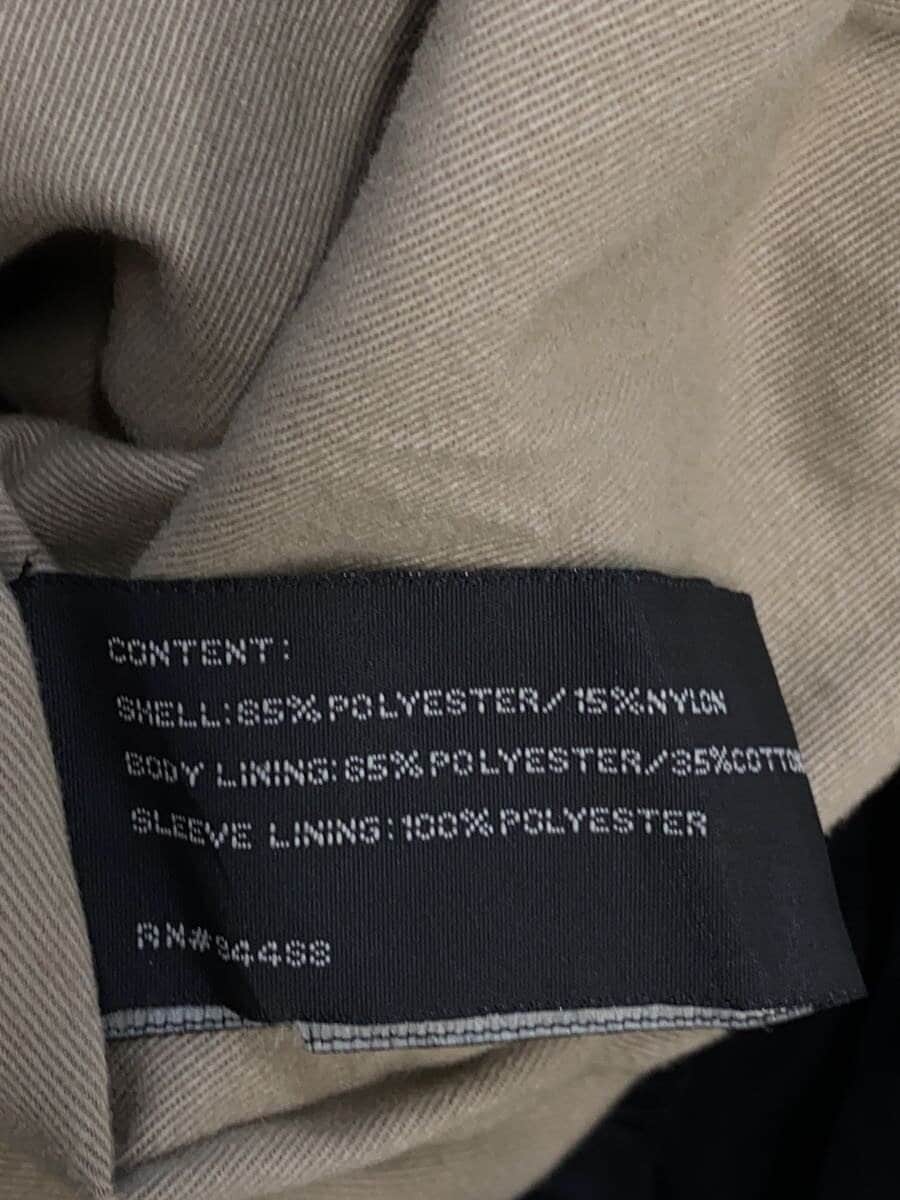 CONTENT:
SHELL:85%POLYESTER/15%NYLON
BODY LINING:65%POLYESTER/35%COTTON
SLEEVE LINING:100%POLYESTER
RN#94488